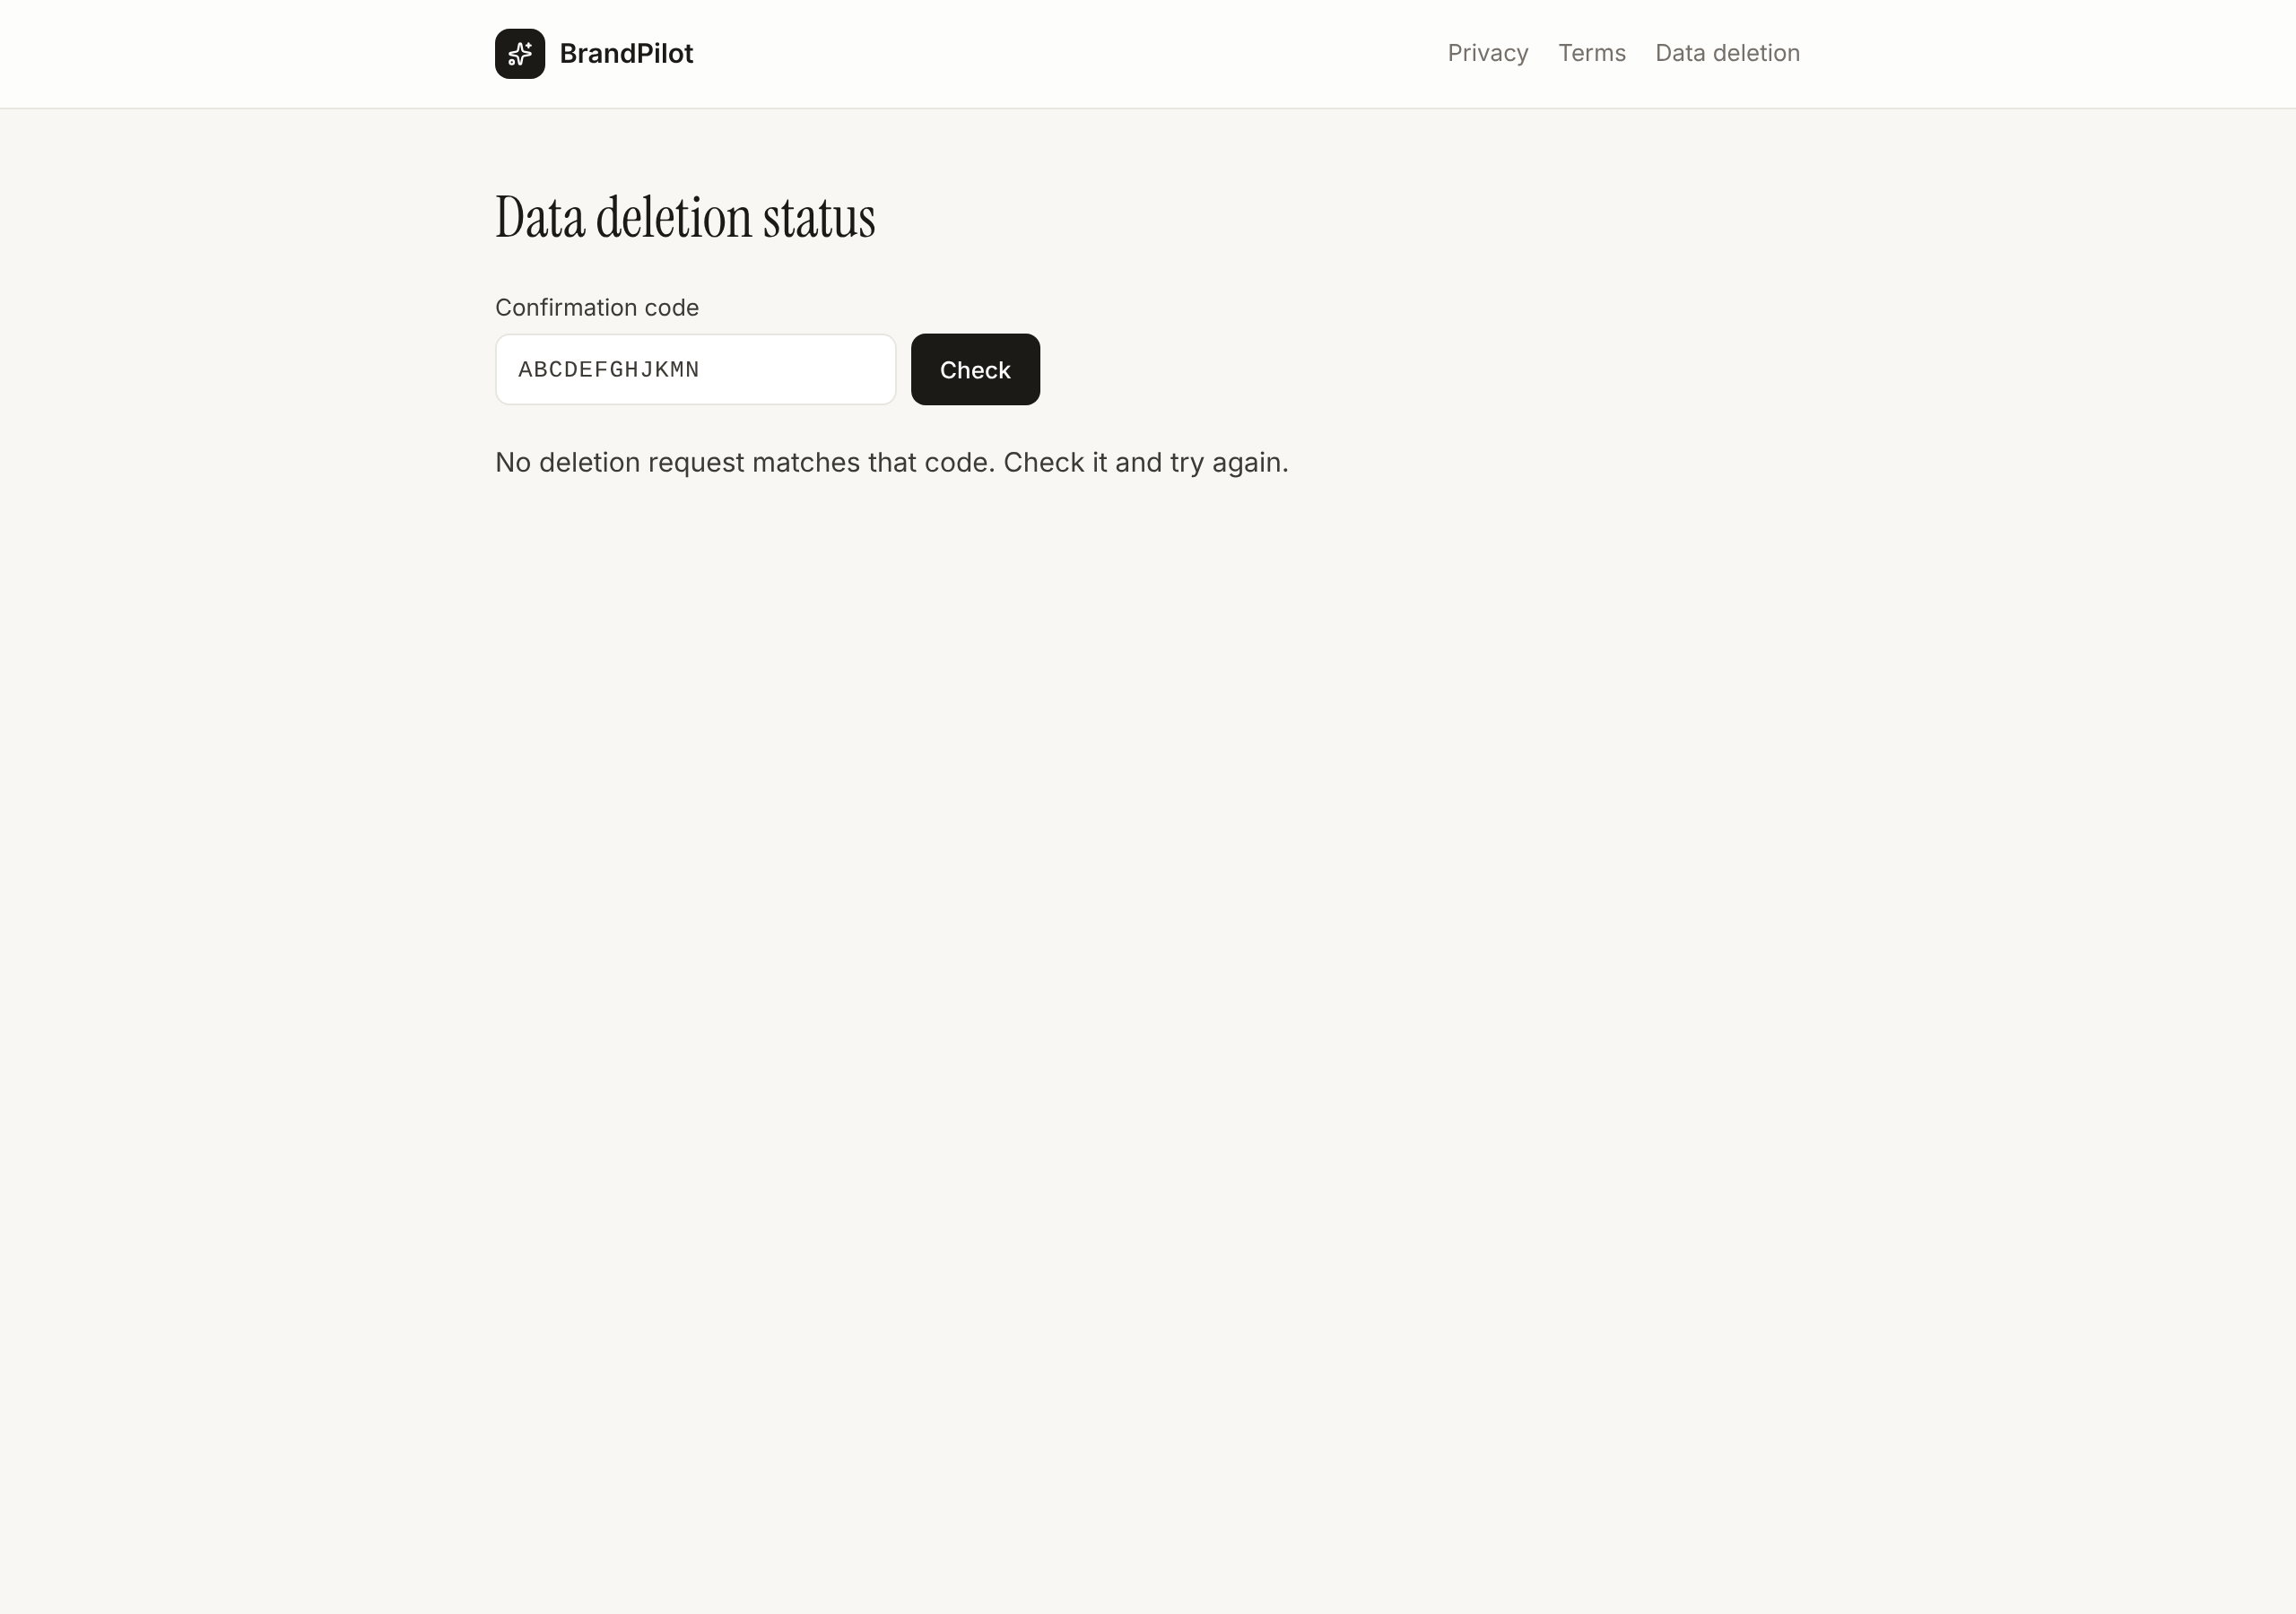 BrandPilot
Privacy Terms Data deletion
Data deletion status
Confirmation code
ABCDEFGHJKMN
Check
No deletion request matches that code. Check it and try again.